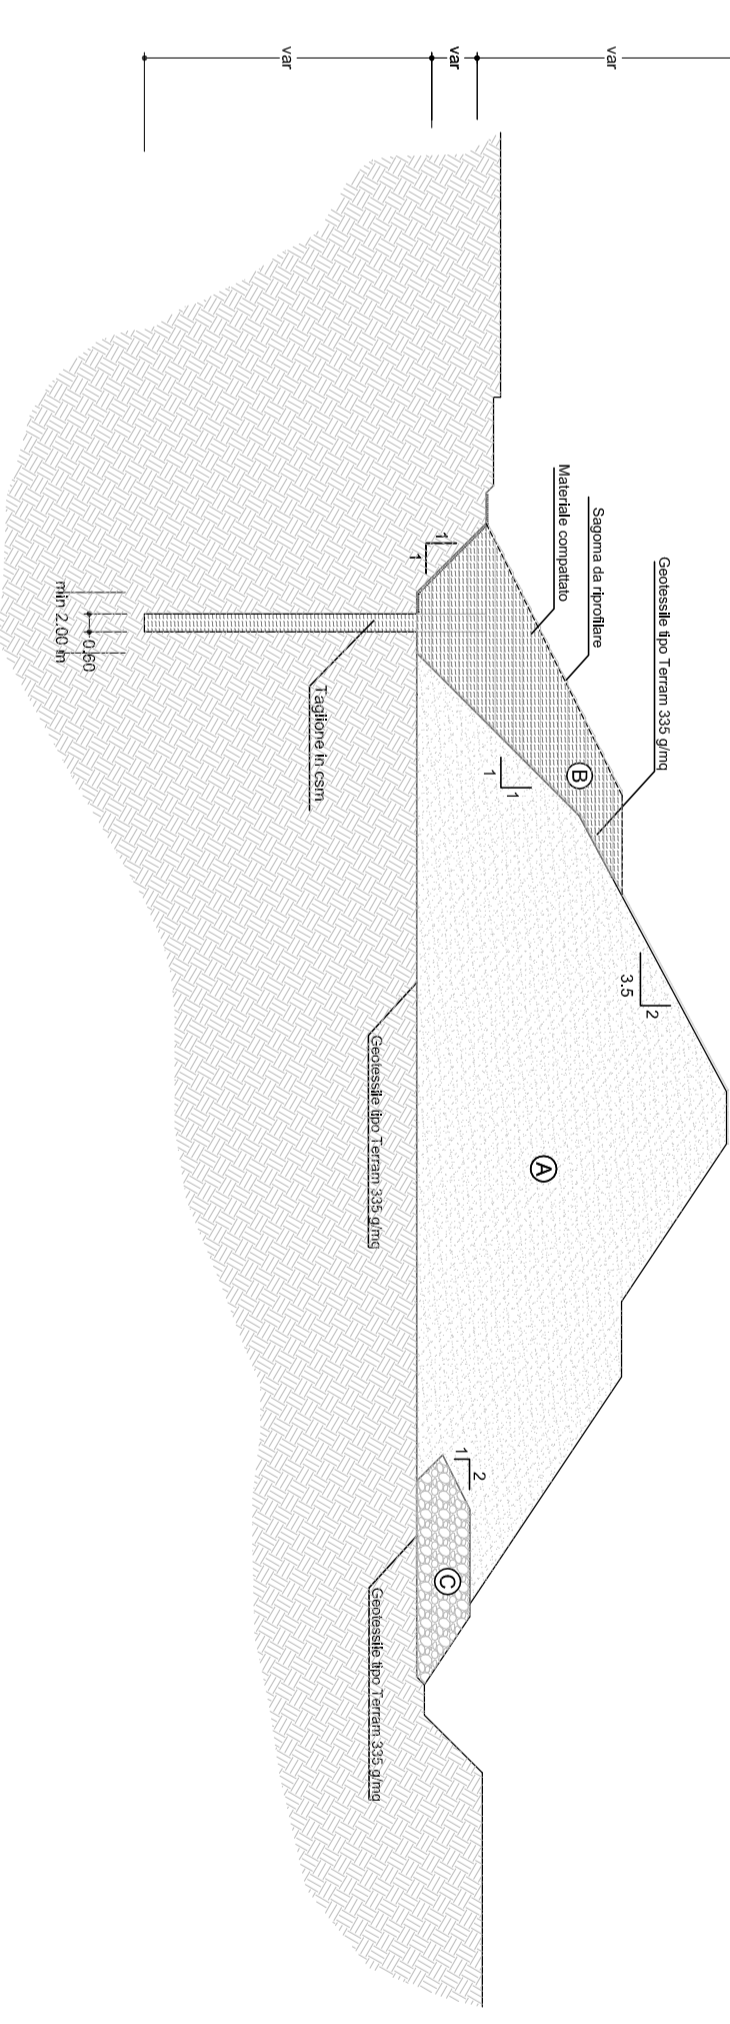 var
var
var
Geotessile tipo Terram 335 g/mq
Sagoma da riprofilare
Materiale compattato
1
1
B
1
1
2
3.5
A
Taglione in csm
0.60
min 2.00 m
Geotessile tipo Terram 335 g/mq
2
1
C
Geotessile tipo Terram 335 g/mq